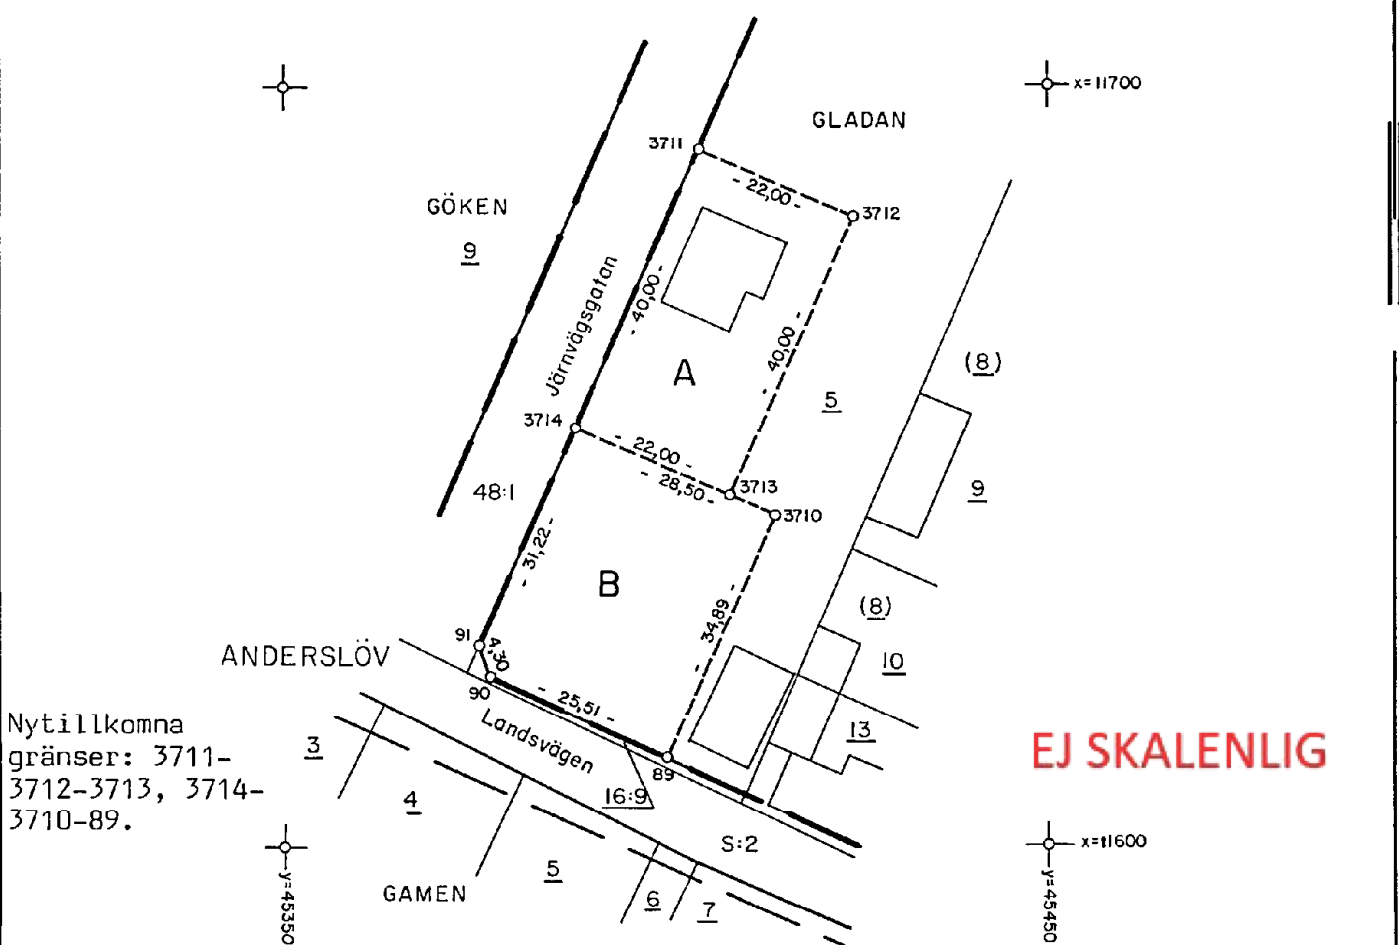 x=11700
GLADAN
3711
22,00
3712
GÖKEN
9
Järnvägsgatan
40,00
40,00
A
(8)
5
3714
22,00
28,50
3713
3710
9
48:1
31,22
B
34,89
(8)
10
91
4,30
ANDERSLÖV
90
25,51
Landsvägen
89
13
EJ SKALENLIG
Nytillkomna
gränser: 3711-
3712-3713, 3714-
3710-89.
3
4
16:9
S:2
x=11600
5
GAMEN
6
7
y=45350
y=45450